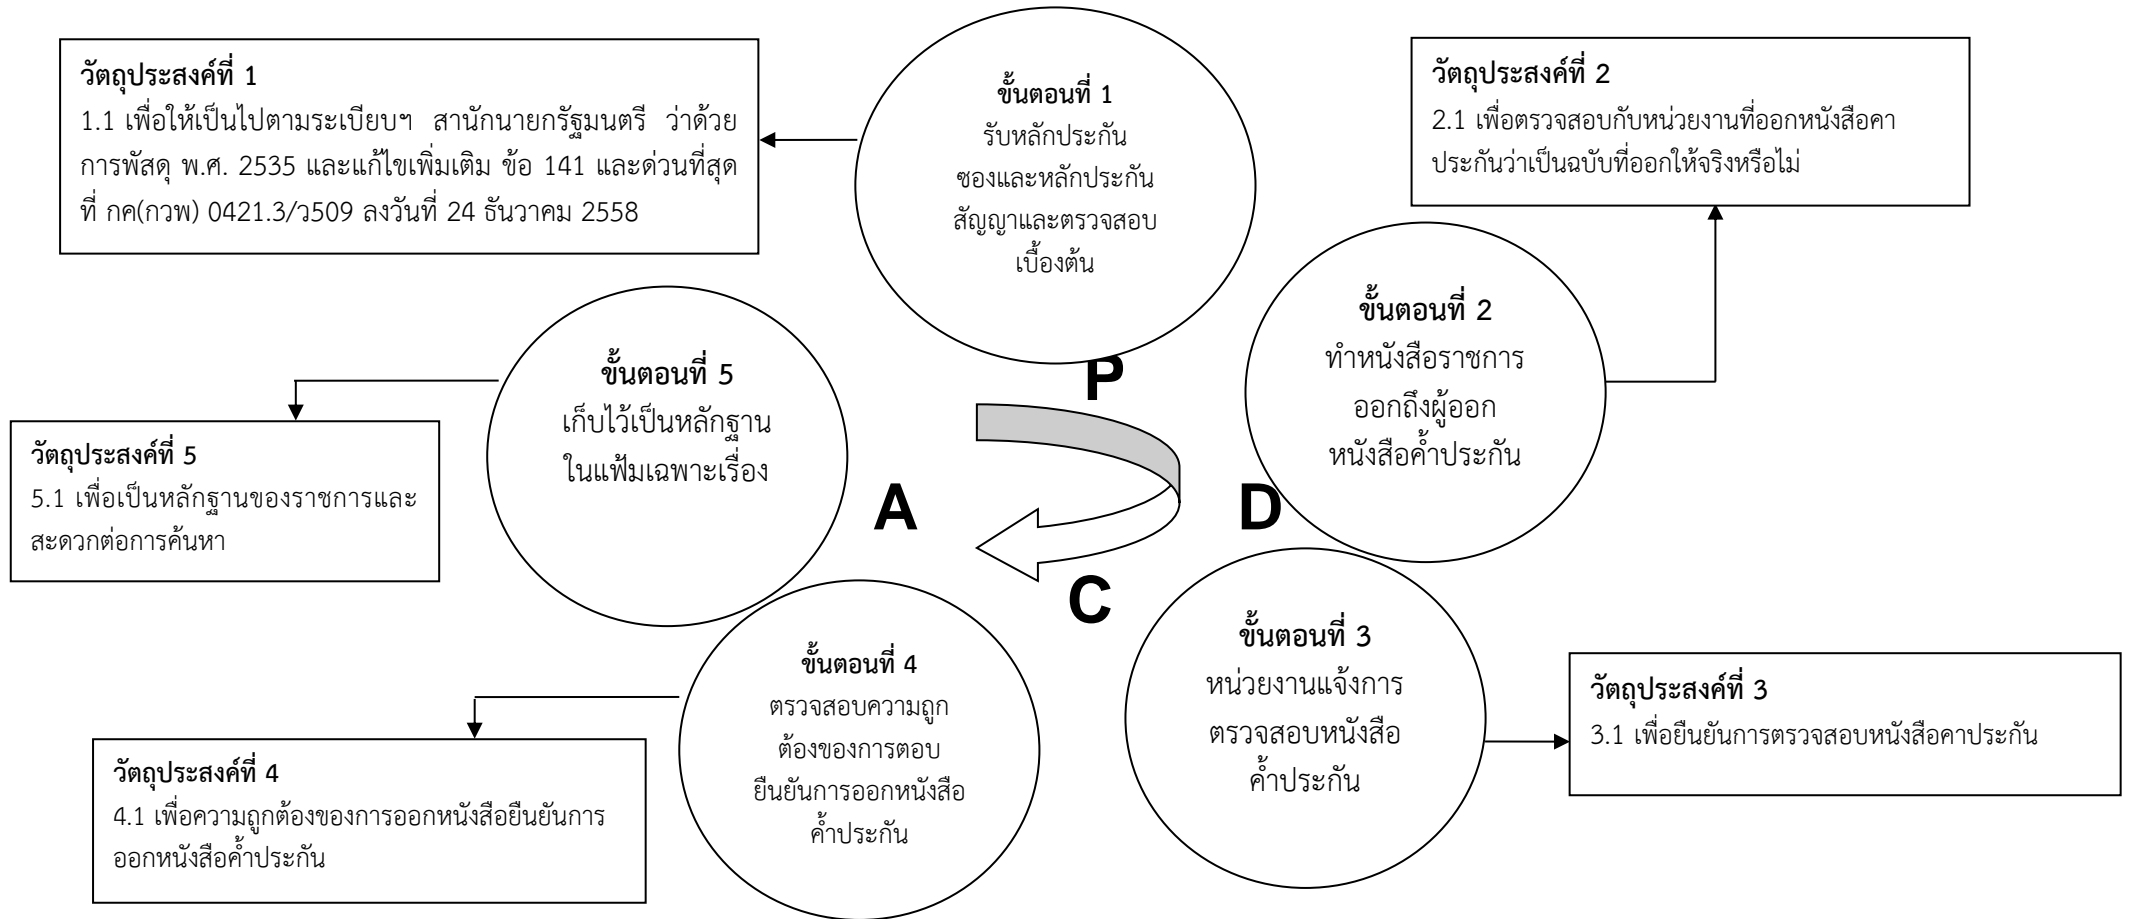 วัตถุประสงค์ที่ 1
1.1 เพื่อให้เป็นไปตามระเบียบฯ สานักนายกรัฐมนตรี ว่าด้วย
การพัสดุ พ.ศ. 2535 และแก้ไขเพิ่มเติม ข้อ 141 และด่วนที่สุด
ที่ กค(กวพ) 0421.3/ว509 ลงวันที่ 24 ธันวาคม 2558
ขั้นตอนที่ 1
รับหลักประกัน
ซองและหลักประกัน
สัญญาและตรวจสอบ
เบื้องต้น
วัตถุประสงค์ที่ 2
2.1 เพื่อตรวจสอบกับหน่วยงานที่ออกหนังสือคา
ประกันว่าเป็นฉบับที่ออกให้จริงหรือไม่
ขั้นตอนที่ 2
ทำหนังสือราชการ
ออกถึงผู้ออก
หนังสือค้ำประกัน
ขั้นตอนที่ 5
เก็บไว้เป็นหลักฐาน
ในแฟ้มเฉพาะเรื่อง
P
D
C
A
วัตถุประสงค์ที่ 5
5.1 เพื่อเป็นหลักฐานของราชการและ
สะดวกต่อการค้นหา
ขั้นตอนที่ 3
หน่วยงานแจ้งการ
ตรวจสอบหนังสือ
ค้ำประกัน
วัตถุประสงค์ที่ 3
3.1 เพื่อยืนยันการตรวจสอบหนังสือคาประกัน
ขั้นตอนที่ 4
ตรวจสอบความถูก
ต้องของการตอบ
ยืนยันการออกหนังสือ
ค้ำประกัน
วัตถุประสงค์ที่ 4
4.1 เพื่อความถูกต้องของการออกหนังสือยืนยันการ
ออกหนังสือค้ำประกัน